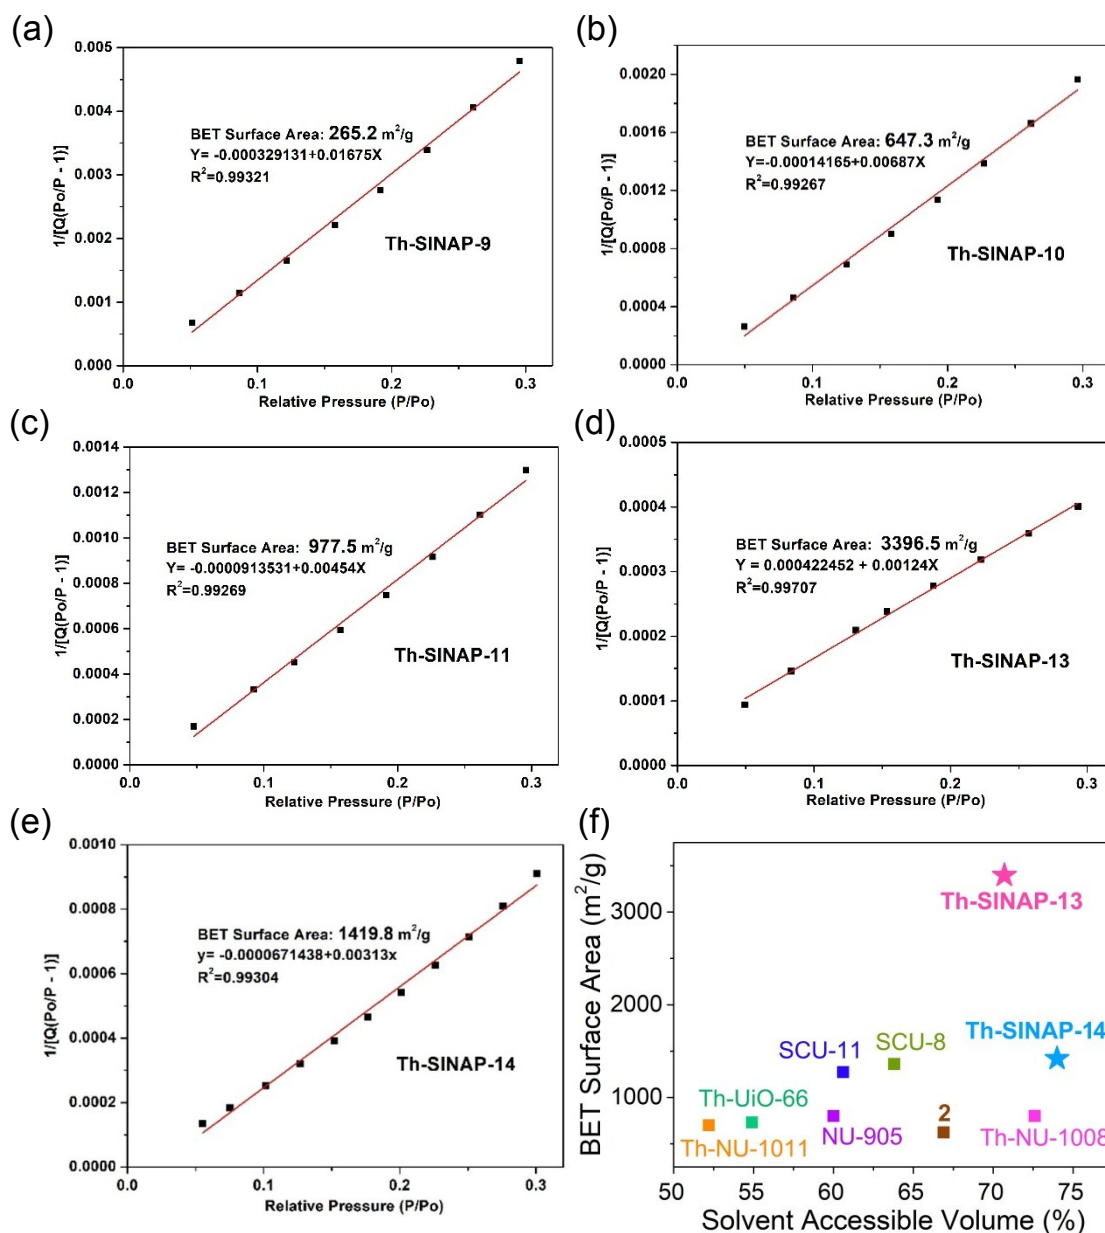 (a)
0.005
0.004
0.003
0.002
0.001
0.000
1/[Q(Po/P - 1)]
BET Surface Area: 265.2 m²/g
Y= -0.000329131+0.01675X
R²=0.99321
Th-SINAP-9
0.0 0.1 0.2 0.3
Relative Pressure (P/Po)
(b)
0.0020
0.0016
0.0012
0.0008
0.0004
0.0000
1/[Q(Po/P - 1)]
BET Surface Area: 647.3 m²/g
Y=-0.00014165+0.00687X
R²=0.99267
Th-SINAP-10
0.0 0.1 0.2 0.3
Relative Pressure (P/Po)
(c)
0.0014
0.0012
0.0010
0.0008
0.0006
0.0004
0.0002
0.0000
1/[Q(Po/P - 1)]
BET Surface Area: 977.5 m²/g
Y= -0.0000913531+0.00454X
R²=0.99269
Th-SINAP-11
0.0 0.1 0.2 0.3
Relative Pressure (P/Po)
(d)
0.0005
0.0004
0.0003
0.0002
0.0001
0.0000
1/[Q(Po/P - 1)]
BET Surface Area: 3396.5 m²/g
Y = 0.000422452 + 0.00124X
R²=0.99707
Th-SINAP-13
0.0 0.1 0.2 0.3
Relative Pressure (P/Po)
(e)
0.0010
0.0008
0.0006
0.0004
0.0002
0.0000
1/[Q(Po/P - 1)]
BET Surface Area: 1419.8 m²/g
y= -0.0000671438+0.00313x
R²=0.99304
Th-SINAP-14
0.0 0.1 0.2 0.3
Relative Pressure (P/Po)
(f)
3000
2000
1000
BET Surface Area (m²/g)
Th-SINAP-13
Th-SINAP-14
SCU-11
SCU-8
Th-UiO-66
2
Th-NU-1011
NU-905
Th-NU-1008
50 55 60 65 70 75
Solvent Accessible Volume (%)